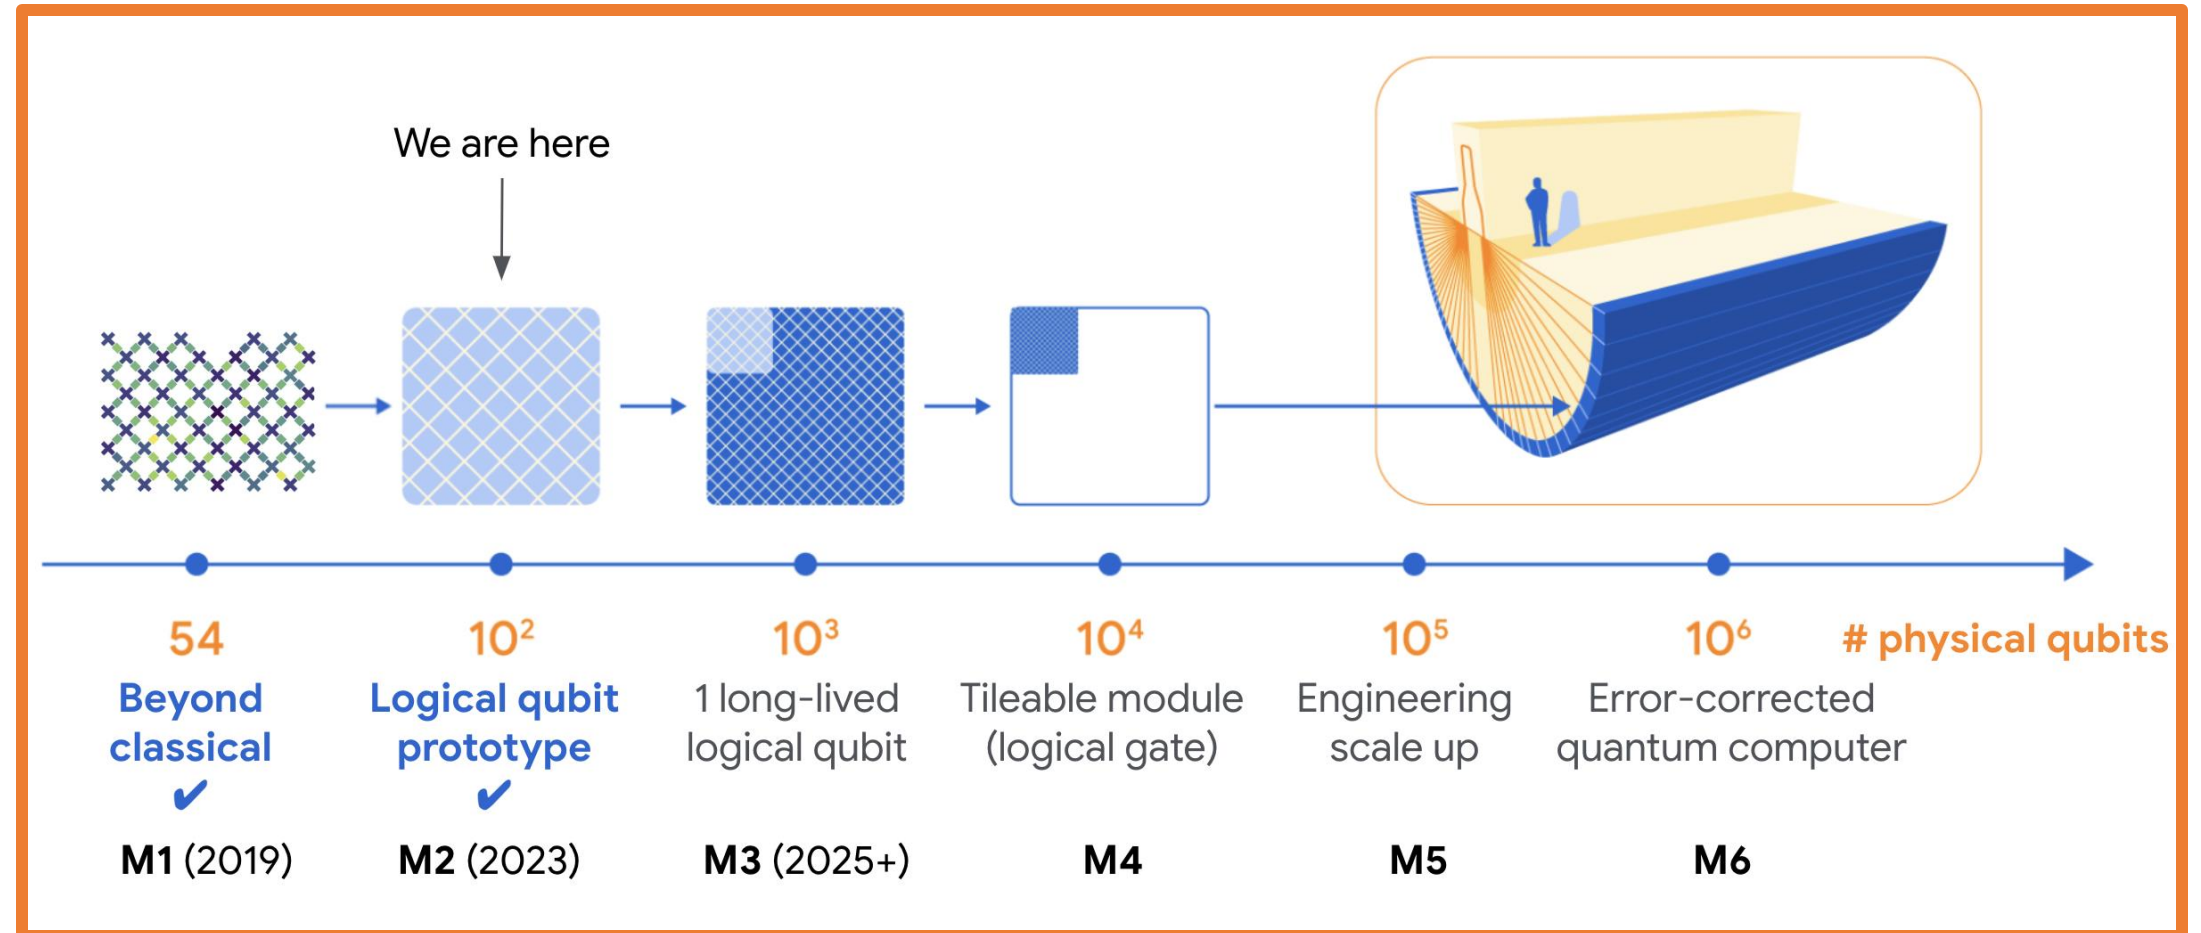 We are here
54
10²
10³
10⁴
10⁵
10⁶
# physical qubits
Beyond
classical
✔
Logical qubit
prototype
✔
1 long-lived
logical qubit
Tileable module
(logical gate)
Engineering
scale up
Error-corrected
quantum computer
M1 (2019)
M2 (2023)
M3 (2025+)
M4
M5
M6